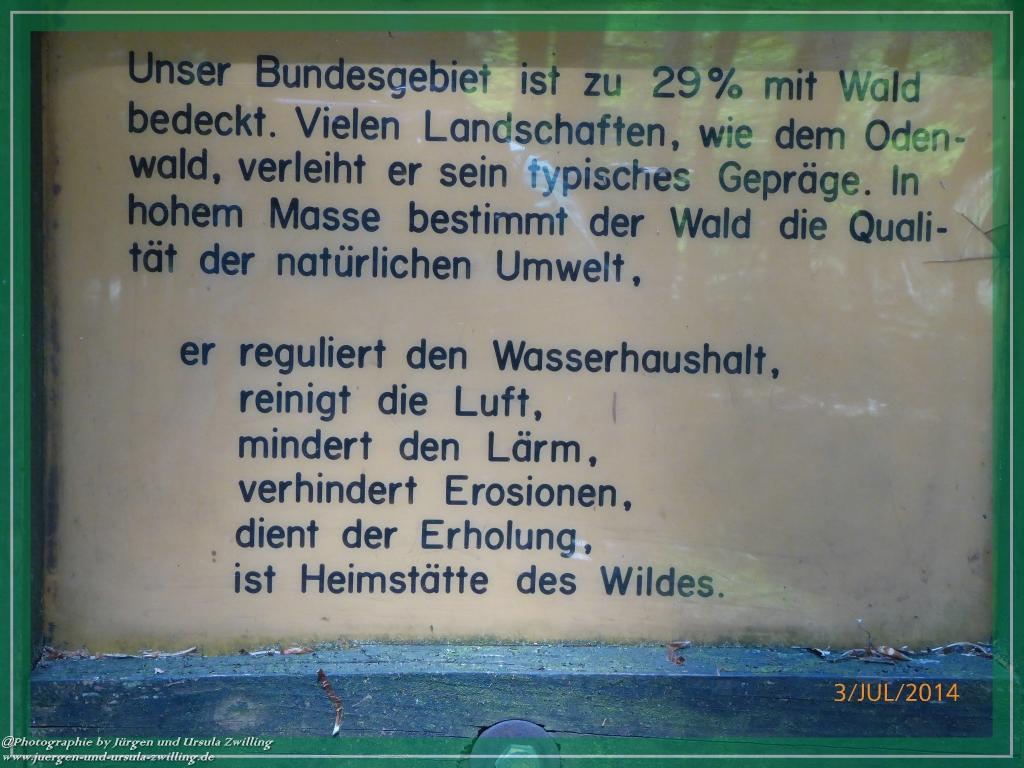 Unser Bundesgebiet ist zu 29% mit Wald
bedeckt. Vielen Landschaften, wie dem Oden-
wald, verleiht er sein typisches Gepräge. In
hohem Masse bestimmt der Wald die Quali-
tät der natürlichen Umwelt,
er reguliert den Wasserhaushalt,
reinigt die Luft,
mindert den Lärm,
verhindert Erosionen,
dient der Erholung,
ist Heimstätte des Wildes.
3/JUL/2014
@Photographie by Jürgen und Ursula Zwilling
www.juergen-und-ursula-zwilling.de